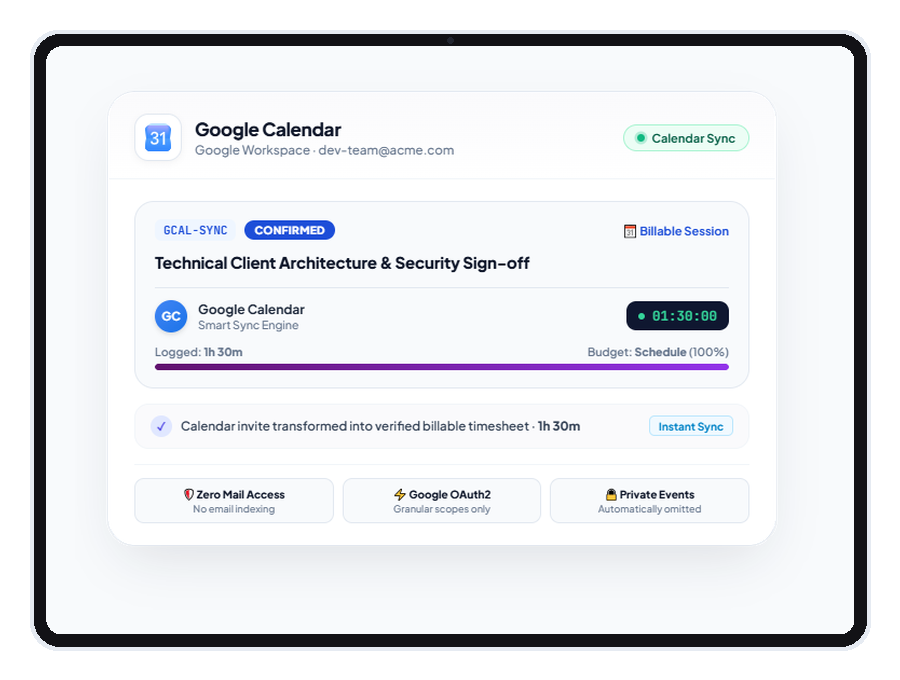 31
Google Calendar
Google Workspace · dev-team@acme.com
Calendar Sync
GCAL-SYNC
CONFIRMED
31
Billable Session
Technical Client Architecture & Security Sign-off
GC
Google Calendar
Smart Sync Engine
01:30:00
Logged: 1h 30m
Budget: Schedule (100%)
Calendar invite transformed into verified billable timesheet · 1h 30m
Instant Sync
Zero Mail Access
No email indexing
Google OAuth2
Granular scopes only
Private Events
Automatically omitted